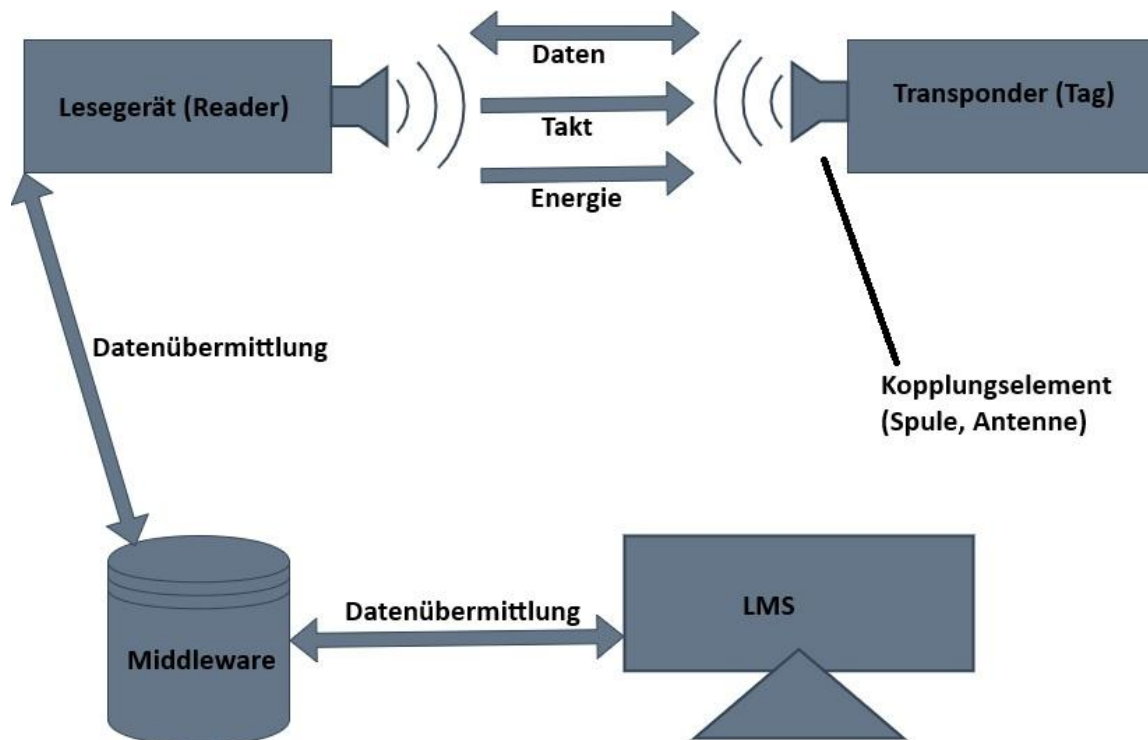 Daten
Lesegerät (Reader)
Transponder (Tag)
Takt
Energie
Datenübermittlung
Kopplungselement
(Spule, Antenne)
Datenübermittlung
LMS
Middleware